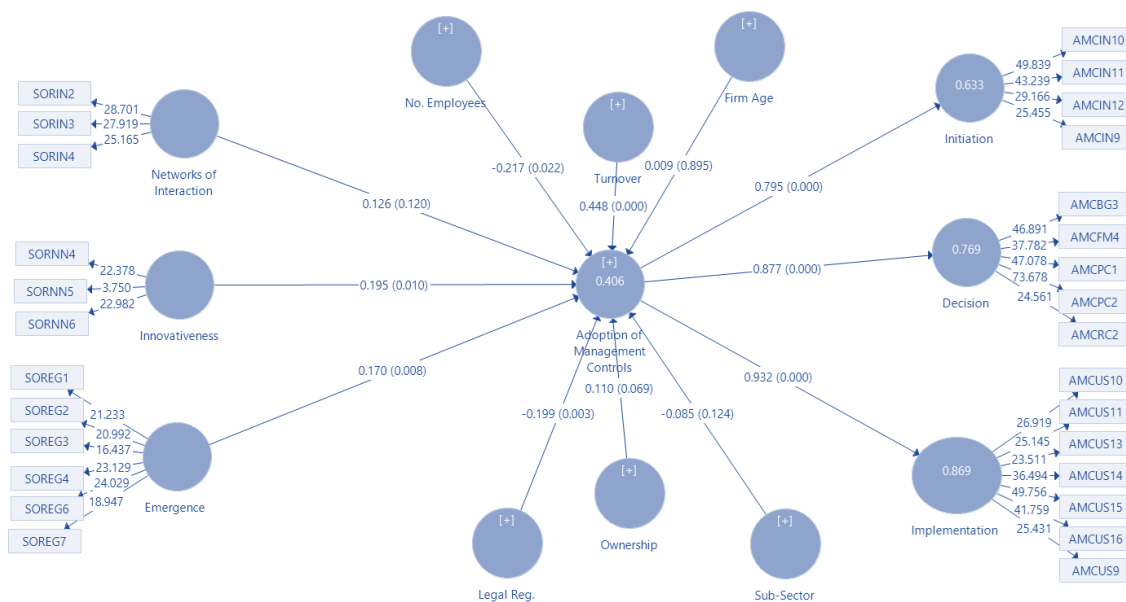 [+]
No. Employees
[+]
Firm Age
[+]
Turnover
SORIN2
SORIN3
SORIN4
28.701
27.919
25.165
Networks of
Interaction
SORNN4
SORNN5
SORNN6
22.378
3.750
22.982
Innovativeness
SOREG1
SOREG2
SOREG3
SOREG4
SOREG6
SOREG7
21.233
20.992
16.437
23.129
24.029
18.947
Emergence
-0.217 (0.022)
0.448 (0.000)
0.009 (0.895)
0.126 (0.120)
0.195 (0.010)
0.170 (0.008)
[+]
0.406
Adoption of
Management
Controls
-0.199 (0.003)
0.110 (0.069)
-0.085 (0.124)
[+]
Legal Reg.
[+]
Ownership
[+]
Sub-Sector
0.795 (0.000)
0.877 (0.000)
0.932 (0.000)
0.633
Initiation
49.839
43.239
29.166
25.455
AMCIN10
AMCIN11
AMCIN12
AMCIN9
0.769
Decision
46.891
37.782
47.078
73.678
24.561
AMCBG3
AMCFM4
AMCPC1
AMCPC2
AMCRC2
0.869
Implementation
26.919
25.145
23.511
36.494
49.756
41.759
25.431
AMCUS10
AMCUS11
AMCUS13
AMCUS14
AMCUS15
AMCUS16
AMCUS9